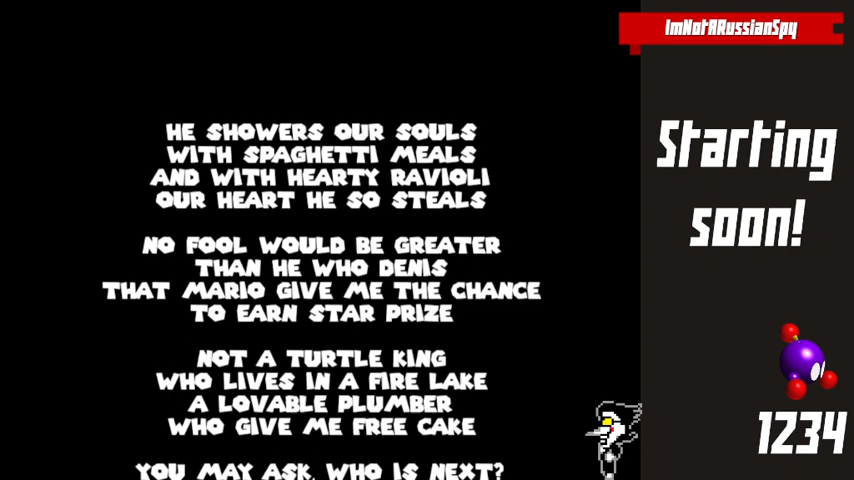 ImNotARussianSpy
HE SHOWERS OUR SOULS
WITH SPAGHETTI MEALS
AND WITH HEARTY RAVIOLI
OUR HEART HE SO STEALS
NO FOOL WOULD BE GREATER
THAN HE WHO DENIS
THAT MARIO GIVE ME THE CHANCE
TO EARN STAR PRIZE
NOT A TURTLE KING
WHO LIVES IN A FIRE LAKE
A LOVABLE PLUMBER
WHO GIVE ME FREE CAKE
YOU MAY ASK, WHO IS NEXT?
Starting
soon!
1234